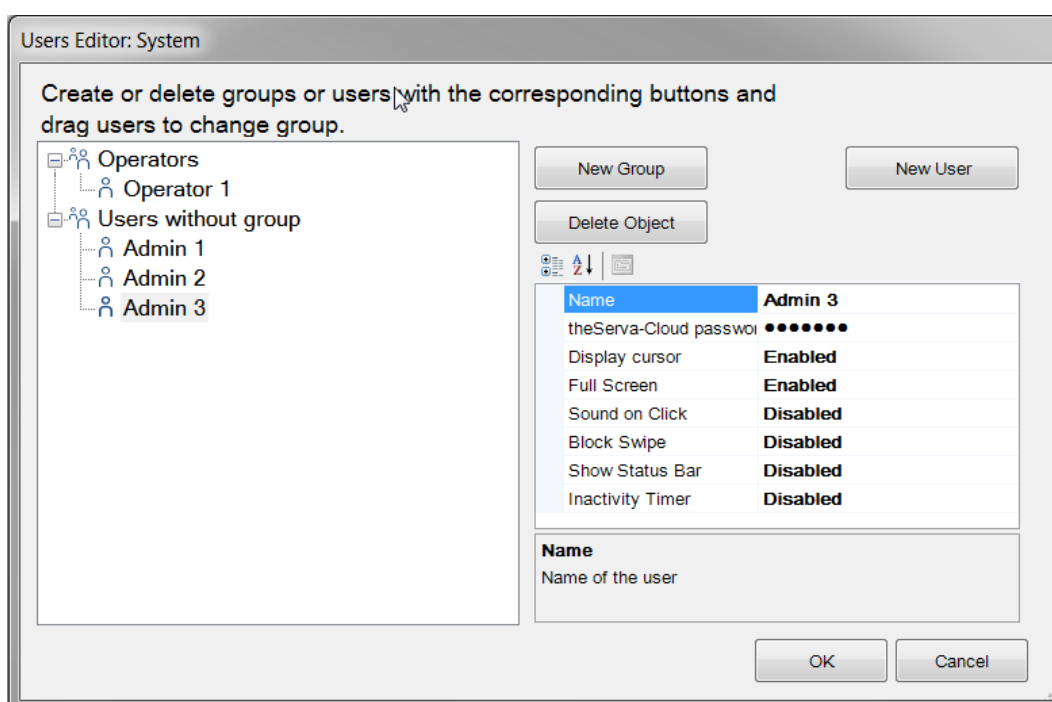 Users Editor: System
Create or delete groups or users with the corresponding buttons and
drag users to change group.
Operators
Operator 1
Users without group
Admin 1
Admin 2
Admin 3
New Group
New User
Delete Object
Name Admin 3
theServa-Cloud passwor ●●●●●●●
Display cursor Enabled
Full Screen Enabled
Sound on Click Disabled
Block Swipe Disabled
Show Status Bar Disabled
Inactivity Timer Disabled
Name
Name of the user
OK
Cancel